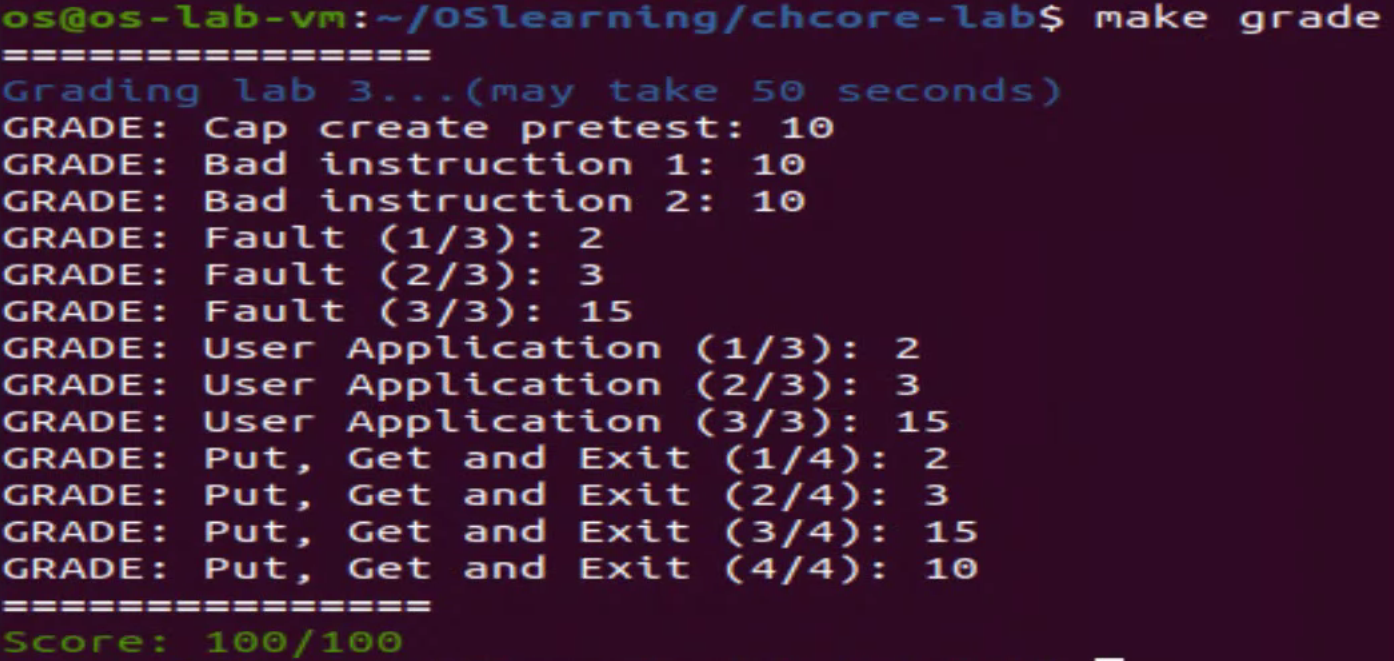 os@os-lab-vm:~/OSlearning/chcore-lab$ make grade
===============
Grading lab 3...(may take 50 seconds)
GRADE: Cap create pretest: 10
GRADE: Bad instruction 1: 10
GRADE: Bad instruction 2: 10
GRADE: Fault (1/3): 2
GRADE: Fault (2/3): 3
GRADE: Fault (3/3): 15
GRADE: User Application (1/3): 2
GRADE: User Application (2/3): 3
GRADE: User Application (3/3): 15
GRADE: Put, Get and Exit (1/4): 2
GRADE: Put, Get and Exit (2/4): 3
GRADE: Put, Get and Exit (3/4): 15
GRADE: Put, Get and Exit (4/4): 10
===============
Score: 100/100